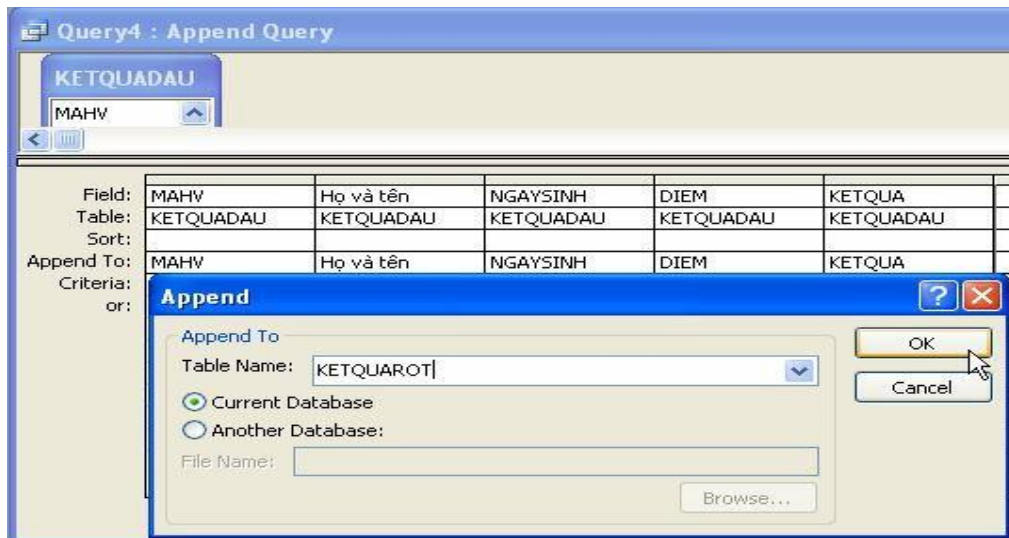 Query4 : Append Query
KETQUADAU
MAHV
Field: MAHV Họ và tên NGAYSINH DIEM KETQUA
Table: KETQUADAU KETQUADAU KETQUADAU KETQUADAU KETQUADAU
Sort:
Append To: MAHV Họ và tên NGAYSINH DIEM KETQUA
Criteria:
or:
Append
Append To
Table Name: KETQUAROT
OK
Current Database
Cancel
Another Database:
File Name:
Browse...